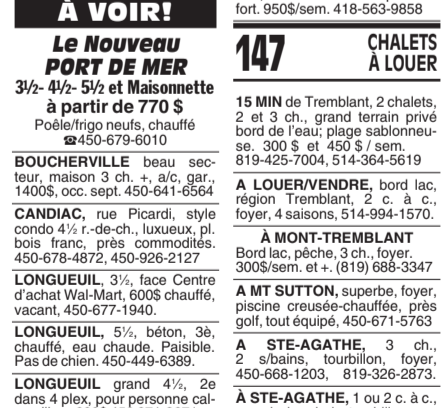 À VOIR!
Le Nouveau
PORT DE MER
3½- 4½- 5½ et Maisonnette
à partir de 770 $
Poêle/frigo neufs, chauffé
☎450-679-6010
BOUCHERVILLE beau sec-
teur, maison 3 ch. +, a/c, gar.,
1400$, occ. sept. 450-641-6564
CANDIAC, rue Picardi, style
condo 4½ r.-de-ch., luxueux, pl.
bois franc, près commodités.
450-678-4872, 450-926-2127
LONGUEUIL, 3½, face Centre
d'achat Wal-Mart, 600$ chauffé,
vacant, 450-677-1940.
LONGUEUIL, 5½, béton, 3è,
chauffé, eau chaude. Paisible.
Pas de chien. 450-449-6389.
LONGUEUIL grand 4½, 2e
dans 4 plex, pour personne cal-
fort. 950$/sem. 418-563-9858
147 CHALETS
À LOUER
15 MIN de Tremblant, 2 chalets,
2 et 3 ch., grand terrain privé
bord de l'eau; plage sablonneu-
se. 300 $ et 450 $ / sem.
819-425-7004, 514-364-5619
A LOUER/VENDRE, bord lac,
région Tremblant, 2 c. à c.,
foyer, 4 saisons, 514-994-1570.
À MONT-TREMBLANT
Bord lac, pêche, 3 ch., foyer.
300$/sem. et +. (819) 688-3347
A MT SUTTON, superbe, foyer,
piscine creusée-chauffée, près
golf, tout équipé, 450-671-5763
A STE-AGATHE, 3 ch.,
2 s/bains, tourbillon, foyer,
450-668-1203, 819-326-2873.
À STE-AGATHE, 1 ou 2 c. à c.,